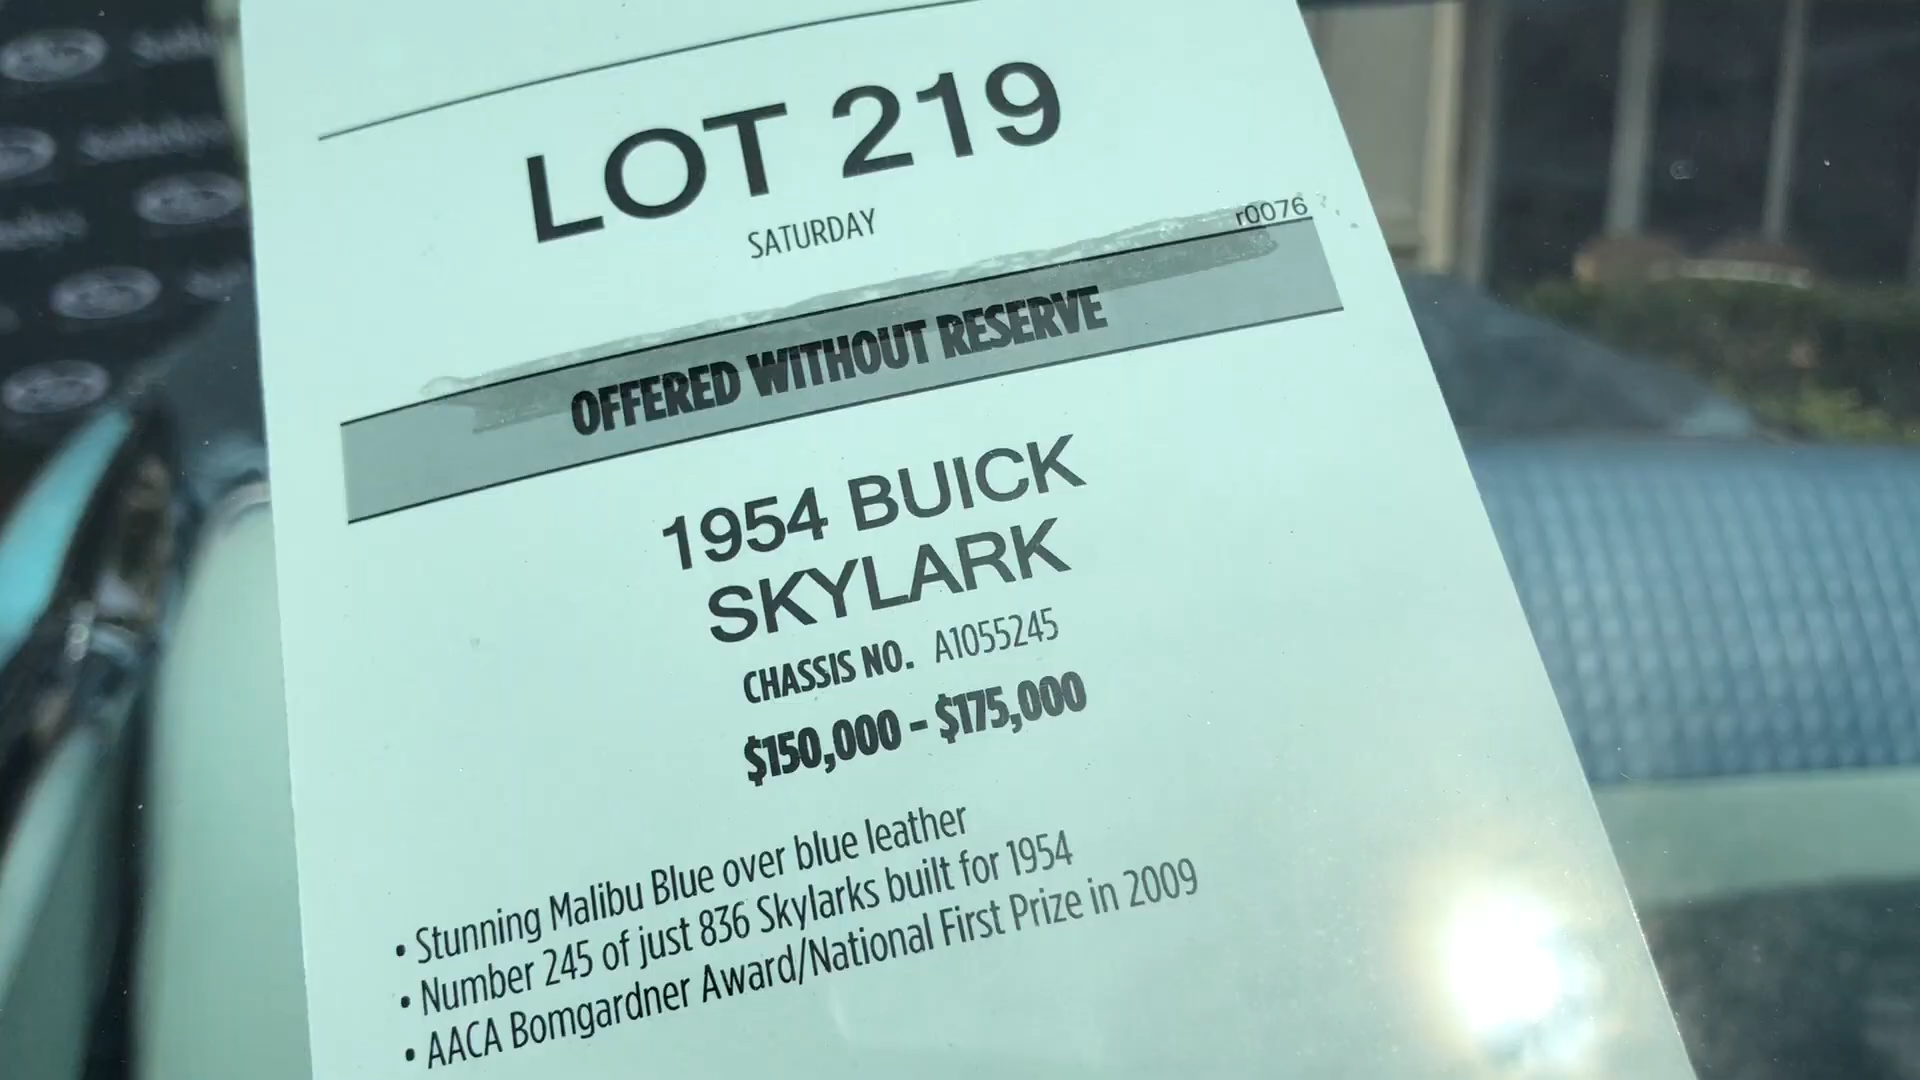 LOT 219
SATURDAY
r0076
OFFERED WITHOUT RESERVE
1954 BUICK
SKYLARK
CHASSIS NO. A1055245
$150,000 - $175,000
• Stunning Malibu Blue over blue leather
• Number 245 of just 836 Skylarks built for 1954
• AACA Bomgardner Award/National First Prize in 2009